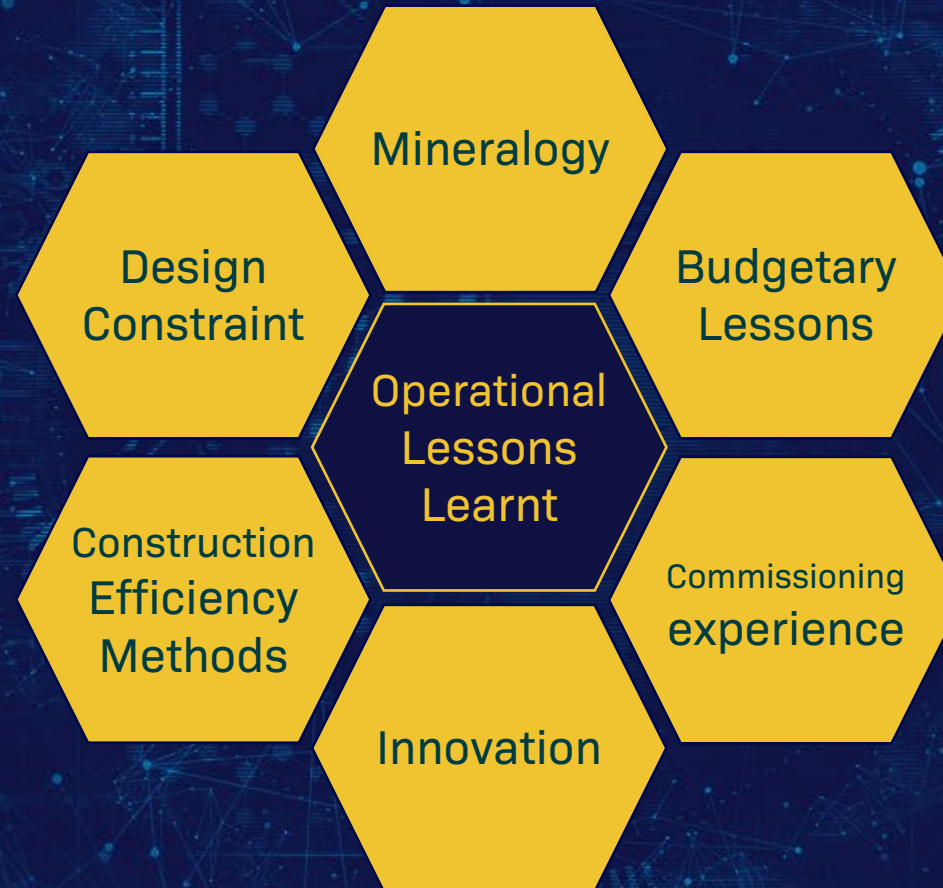 Mineralogy
Design
Constraint
Budgetary
Lessons
Operational
Lessons
Learnt
Construction
Efficiency
Methods
Commissioning
experience
Innovation